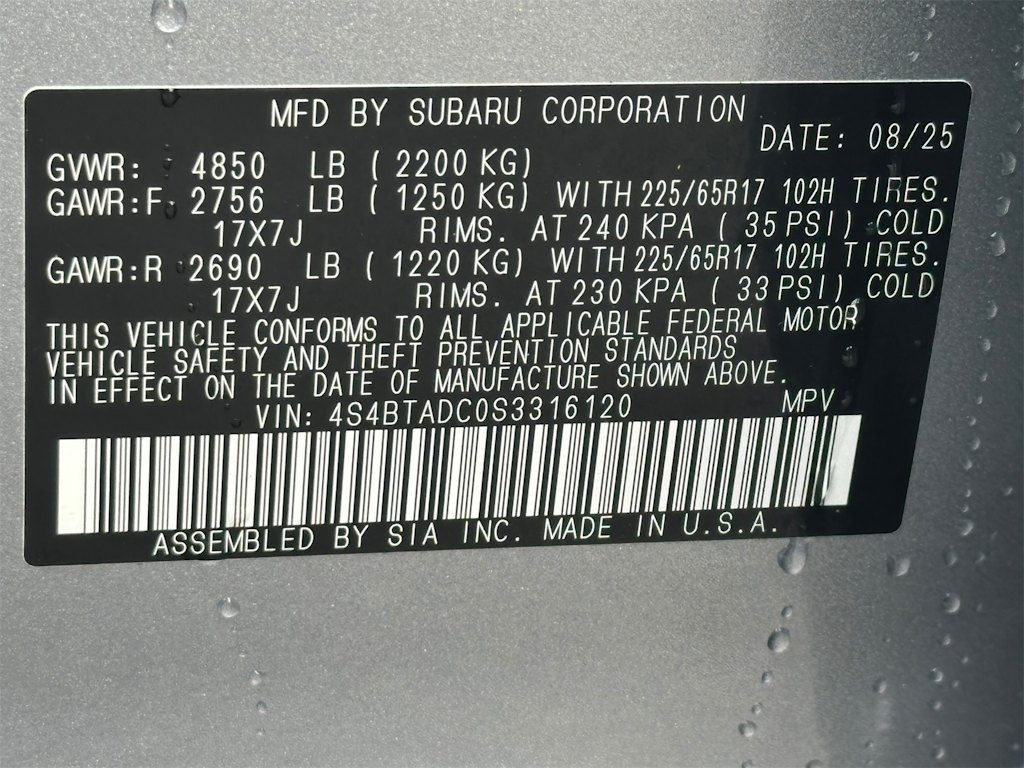 MFD BY SUBARU CORPORATION
DATE: 08/25
GVWR: 4850 LB ( 2200 KG)
GAWR:F 2756 LB ( 1250 KG) WITH 225/65R17 102H TIRES.
17X7J RIMS. AT 240 KPA ( 35 PSI) COLD
GAWR:R 2690 LB ( 1220 KG) WITH 225/65R17 102H TIRES.
17X7J RIMS. AT 230 KPA ( 33 PSI) COLD
THIS VEHICLE CONFORMS TO ALL APPLICABLE FEDERAL MOTOR
VEHICLE SAFETY AND THEFT PREVENTION STANDARDS
IN EFFECT ON THE DATE OF MANUFACTURE SHOWN ABOVE.
VIN: 4S4BTADC0S3316120 MPV
ASSEMBLED BY SIA INC. MADE IN U.S.A.